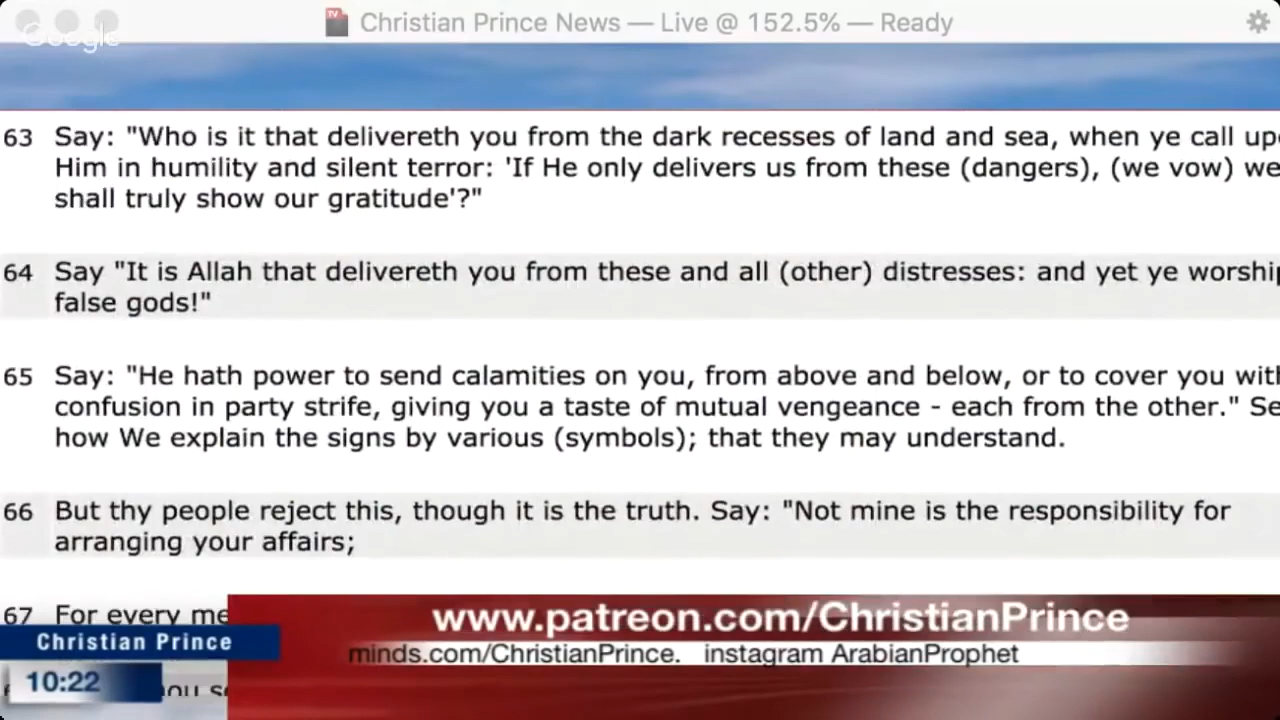 Christian Prince News — Live @ 152.5% — Ready
Google
63 Say: "Who is it that delivereth you from the dark recesses of land and sea, when ye call
Him in humility and silent terror: 'If He only delivers us from these (dangers), (we vow) we
shall truly show our gratitude'?"
64 Say "It is Allah that delivereth you from these and all (other) distresses: and yet ye
false gods!"
65 Say: "He hath power to send calamities on you, from above and below, or to cover you
confusion in party strife, giving you a taste of mutual vengeance - each from the other."
how We explain the signs by various (symbols); that they may understand.
66 But thy people reject this, though it is the truth. Say: "Not mine is the responsibility for
arranging your affairs;
67 For every
www.patreon.com/ChristianPrince
Christian Prince
minds.com/ChristianPrince. instagram ArabianProphet
10:22